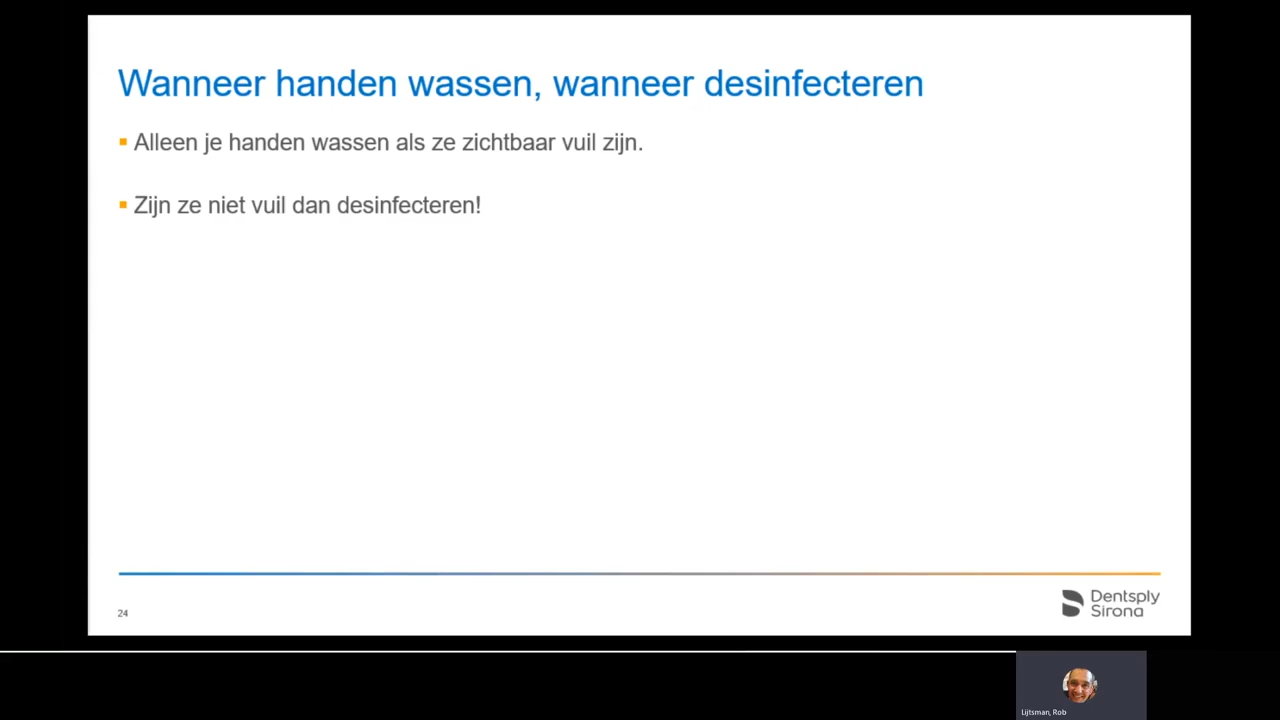 Wanneer handen wassen, wanneer desinfecteren
Alleen je handen wassen als ze zichtbaar vuil zijn.
Zijn ze niet vuil dan desinfecteren!
24
Dentsply
Sirona
Lijtsman, Rob